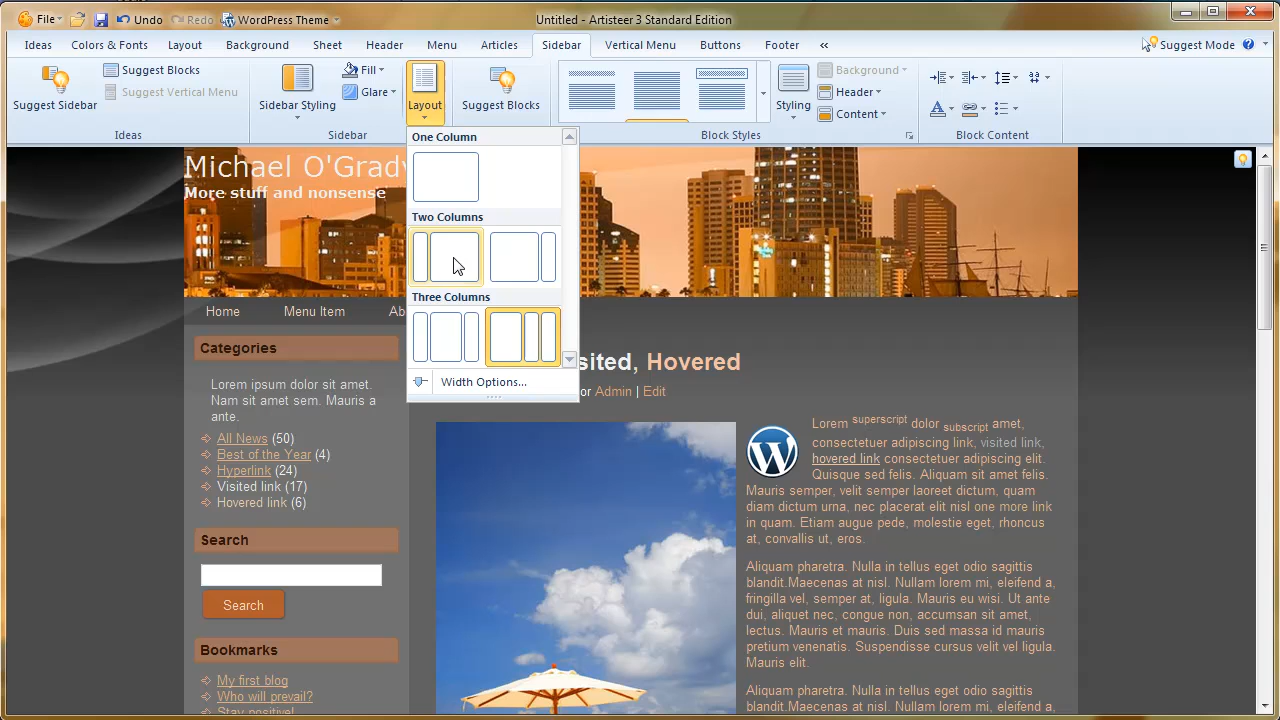 File Undo Redo WordPress Theme Untitled - Artisteer 3 Standard Edition
Ideas Colors & Fonts Layout Background Sheet Header Menu Articles Sidebar Vertical Menu Buttons Footer « Suggest Mode
Suggest Sidebar
Suggest Blocks
Suggest Vertical Menu
Ideas
Sidebar Styling
Fill
Glare
Sidebar
Layout
Suggest Blocks
Styling
Background
Header
Content
Block Styles
Block Content
One Column
Two Columns
Three Columns
Width Options...
Michael O'Grady
More stuff and nonsense
Home Menu Item Ab
Categories
Lorem ipsum dolor sit amet.
Nam sit amet sem. Mauris a
ante.
All News (50)
Best of the Year (4)
Hyperlink (24)
Visited link (17)
Hovered link (6)
Search
Search
Bookmarks
My first blog
Who will prevail?
Stay positive!
sited, Hovered
or Admin | Edit
Lorem superscript dolor subscript amet,
consectetuer adipiscing link, visited link,
hovered link consectetuer adipiscing elit.
Quisque sed felis. Aliquam sit amet felis.
Mauris semper, velit semper laoreet dictum, quam
diam dictum urna, nec placerat elit nisl one more link
in quam. Etiam augue pede, molestie eget, rhoncus
at, convallis ut, eros.
Aliquam pharetra. Nulla in tellus eget odio sagittis
blandit.Maecenas at nisl. Nullam lorem mi, eleifend a,
fringilla vel, semper at, ligula. Mauris eu wisi. Ut ante
dui, aliquet nec, congue non, accumsan sit amet,
lectus. Mauris et mauris. Duis sed massa id mauris
pretium venenatis. Suspendisse cursus velit vel ligula.
Mauris elit.
Aliquam pharetra. Nulla in tellus eget odio sagittis
blandit.Maecenas at nisl. Nullam lorem mi, eleifend a,